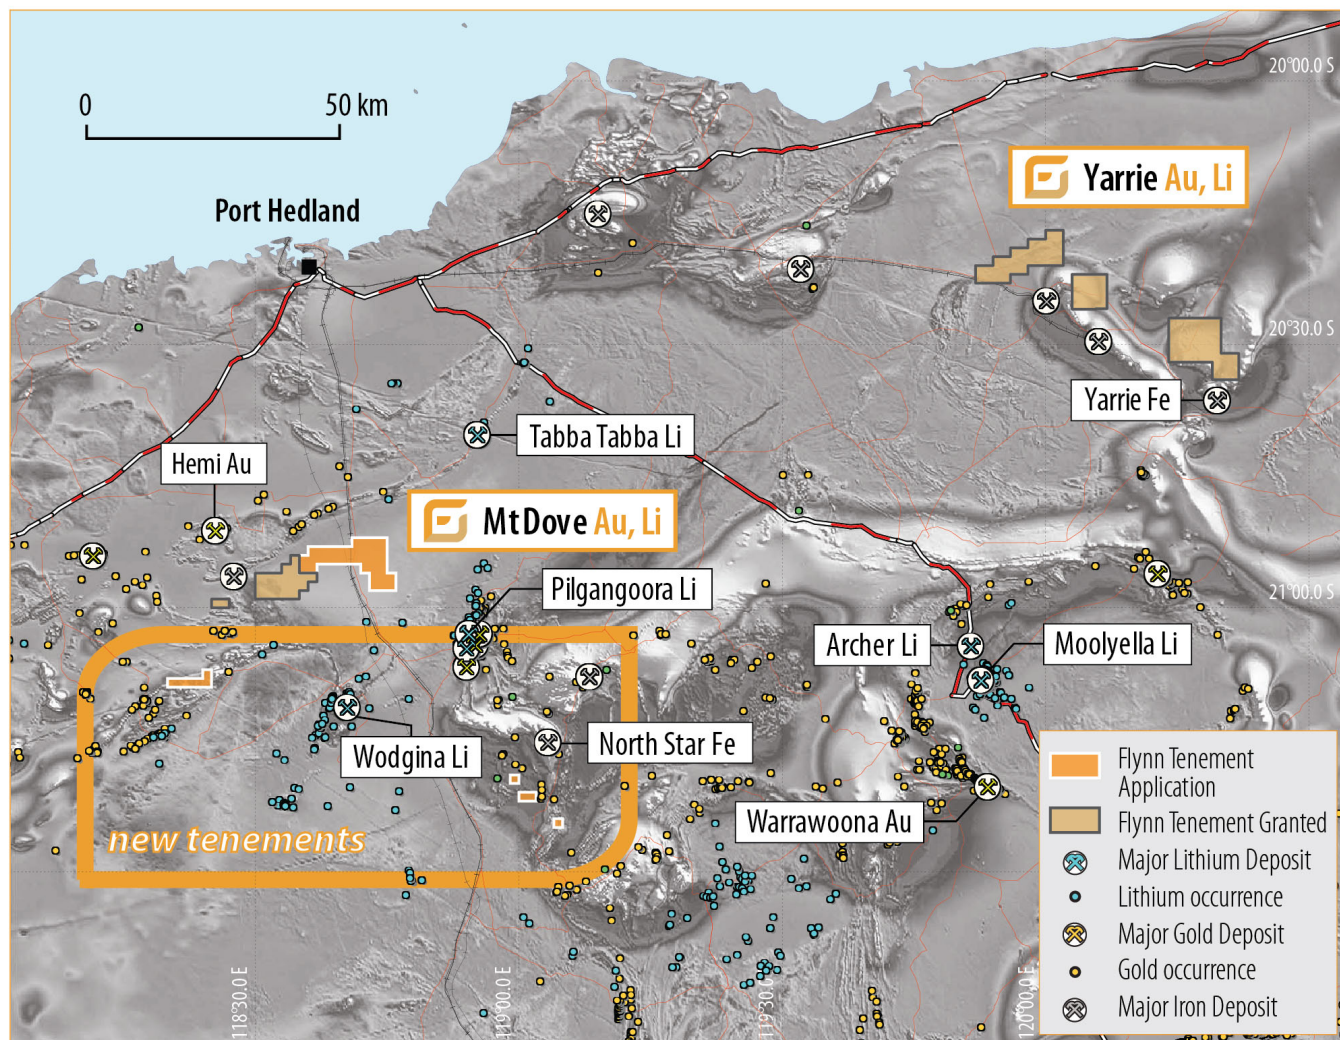 20°00.0 S
0
50 km
Yarrie Au, Li
Port Hedland
20°30.0 S
Yarrie Fe
Tabba Tabba Li
Hemi Au
Mt Dove Au, Li
Pilgangoora Li
21°00.0 S
Archer Li
Moolyella Li
North Star Fe
Wodgina Li
Warrawoona Au
new tenements
Flynn Tenement
Application
Flynn Tenement Granted
Major Lithium Deposit
Lithium occurrence
Major Gold Deposit
Gold occurrence
Major Iron Deposit
118°30.0 E
119°00.0 E
119°30.0 E
120°00.0 E